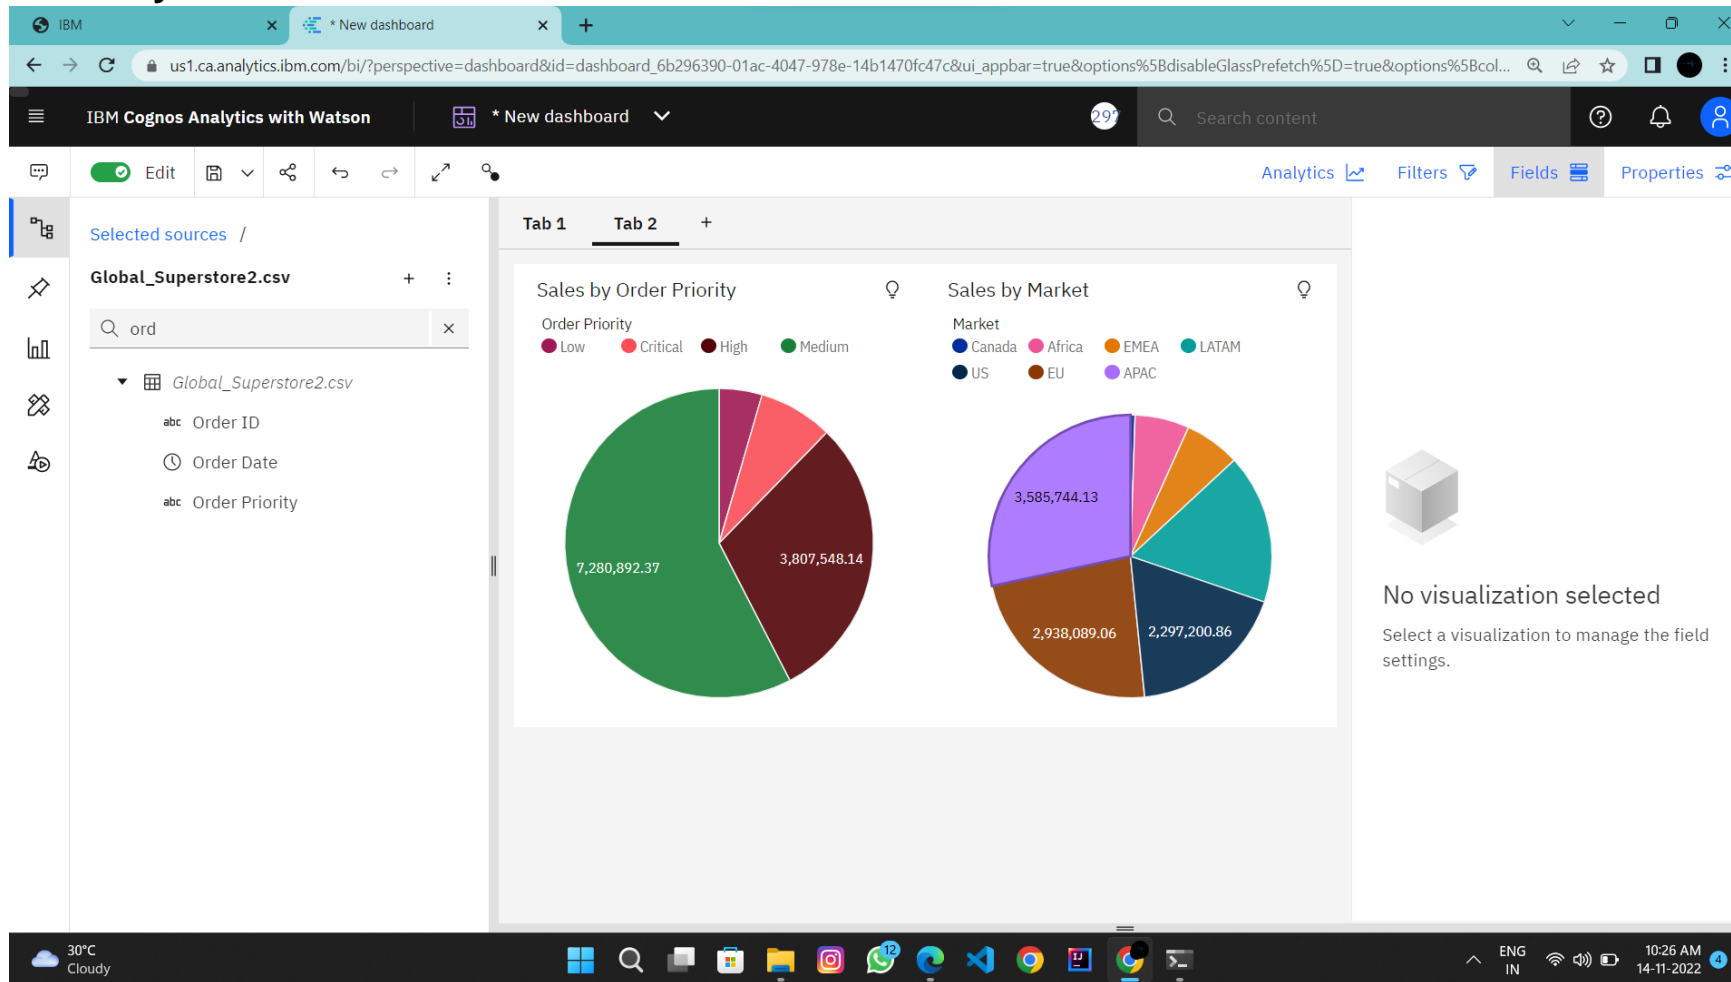 IBM
* New dashboard
us1.ca.analytics.ibm.com/bi/?perspective=dashboard&id=dashboard_6b296390-01ac-4047-978e-14b1470fc47c&ui_appbar=true&options%5BdisableGlassPrefetch%5D=true&options%5Bcol...
IBM Cognos Analytics with Watson
* New dashboard
297
Search content
Edit
Analytics
Filters
Fields
Properties
Selected sources /
Global_Superstore2.csv
ord
Global_Superstore2.csv
abc Order ID
Order Date
abc Order Priority
Tab 1 Tab 2 +
Sales by Order Priority
Order Priority
Low Critical High Medium
7,280,892.37
3,807,548.14
Sales by Market
Market
Canada Africa EMEA LATAM
US EU APAC
3,585,744.13
2,938,089.06
2,297,200.86
No visualization selected
Select a visualization to manage the field
settings.
30°C
Cloudy
12
ENG
IN
10:26 AM
14-11-2022
4